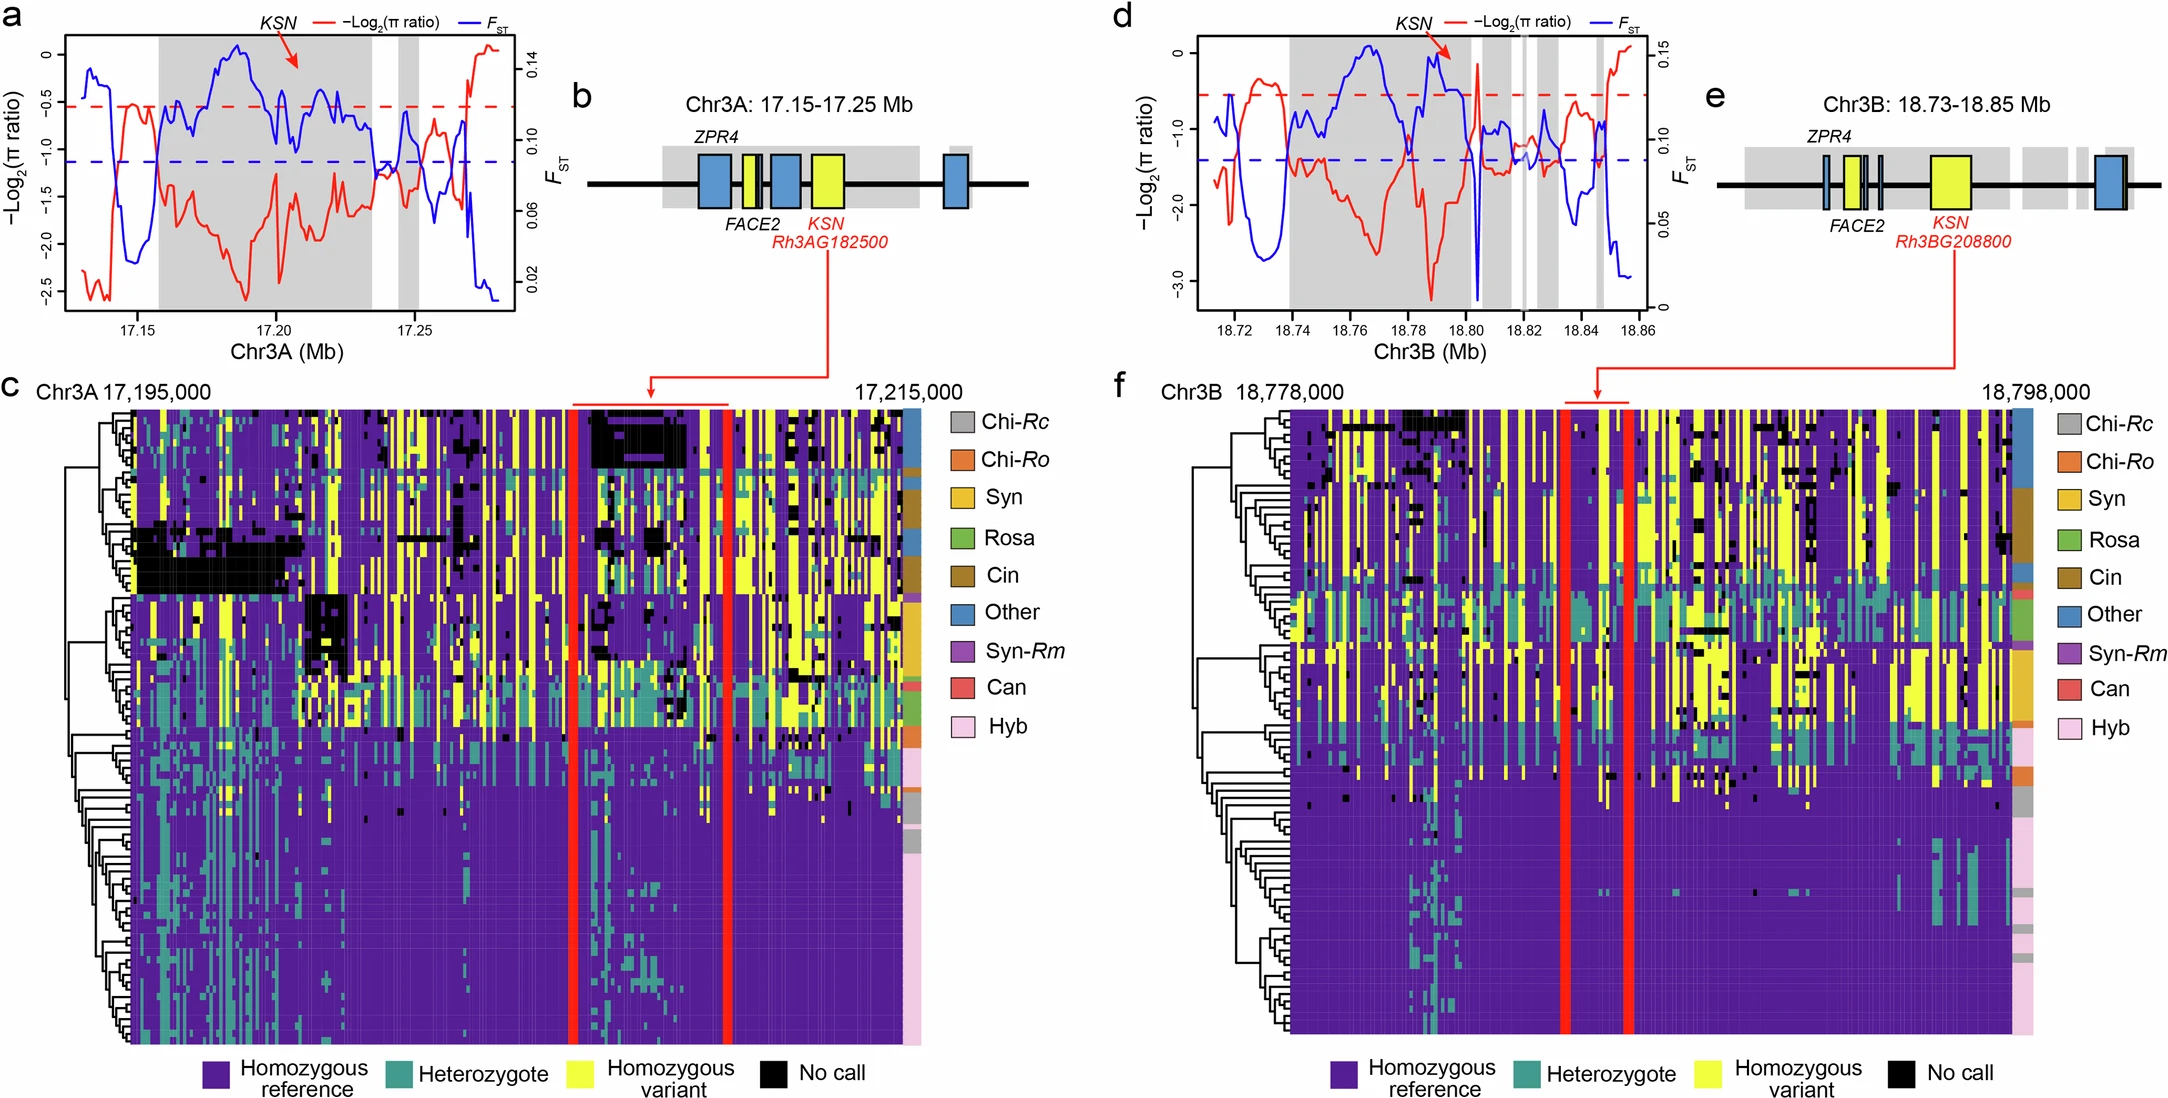 a
KSN
−Log2(π ratio)
FST
0
−0.5
−1.0
−1.5
−2.0
−2.5
−Log2(π ratio)
0.14
0.10
0.06
0.02
FST
17.15
17.20
17.25
Chr3A (Mb)
b
Chr3A: 17.15-17.25 Mb
ZPR4
FACE2
KSN
Rh3AG182500
c
Chr3A 17,195,000
17,215,000
Chi-Rc
Chi-Ro
Syn
Rosa
Cin
Other
Syn-Rm
Can
Hyb
Homozygous
reference
Heterozygote
Homozygous
variant
No call
d
KSN
−Log2(π ratio)
FST
0
−1.0
−2.0
−3.0
−Log2(π ratio)
0.15
0.10
0.05
0
FST
18.72
18.74
18.76
18.78
18.80
18.82
18.84
18.86
Chr3B (Mb)
e
Chr3B: 18.73-18.85 Mb
ZPR4
FACE2
KSN
Rh3BG208800
f
Chr3B 18,778,000
18,798,000
Chi-Rc
Chi-Ro
Syn
Rosa
Cin
Other
Syn-Rm
Can
Hyb
Homozygous
reference
Heterozygote
Homozygous
variant
No call